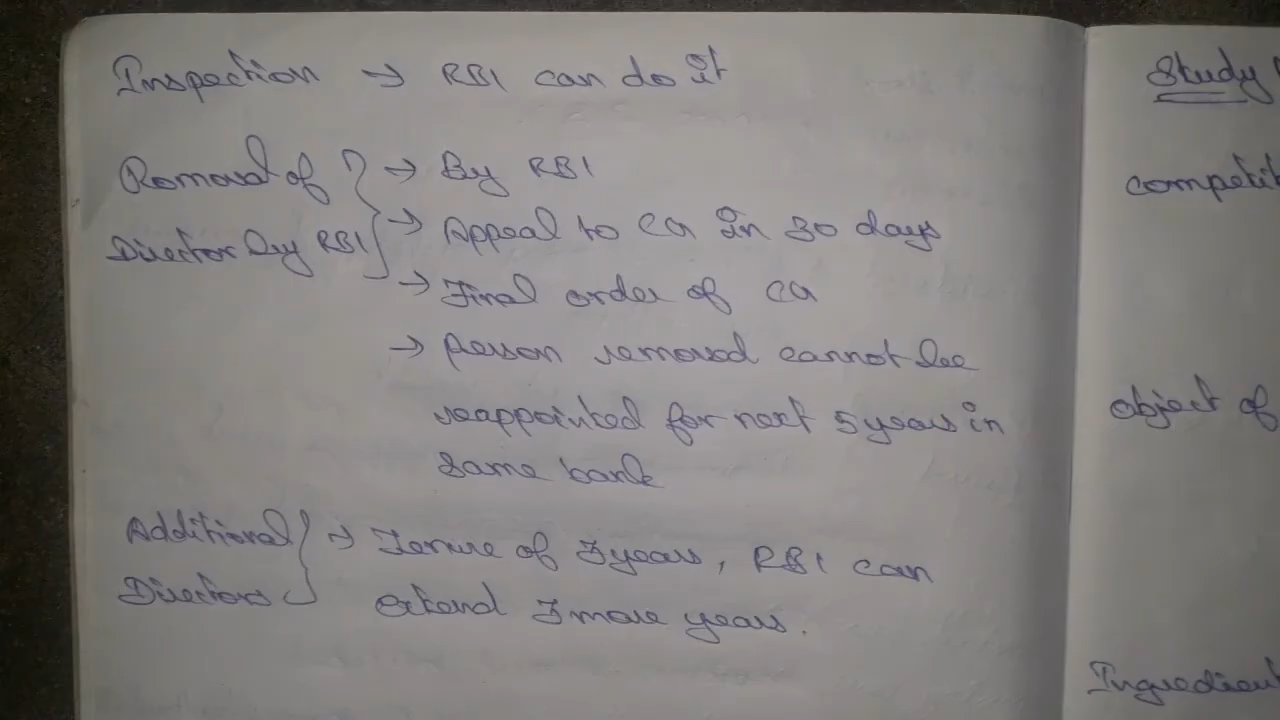 Inspection → RBI can do it
Removal of → By RBI
Director by RBI → Appeal to CG in 30 days
→ Final order of CG
→ person removed cannot be
reappointed for next 5 years in
same bank
Additional → Tenure of 3 years, RBI can
Directors extend 3 more years.
Study
competit
object of
Ingredient